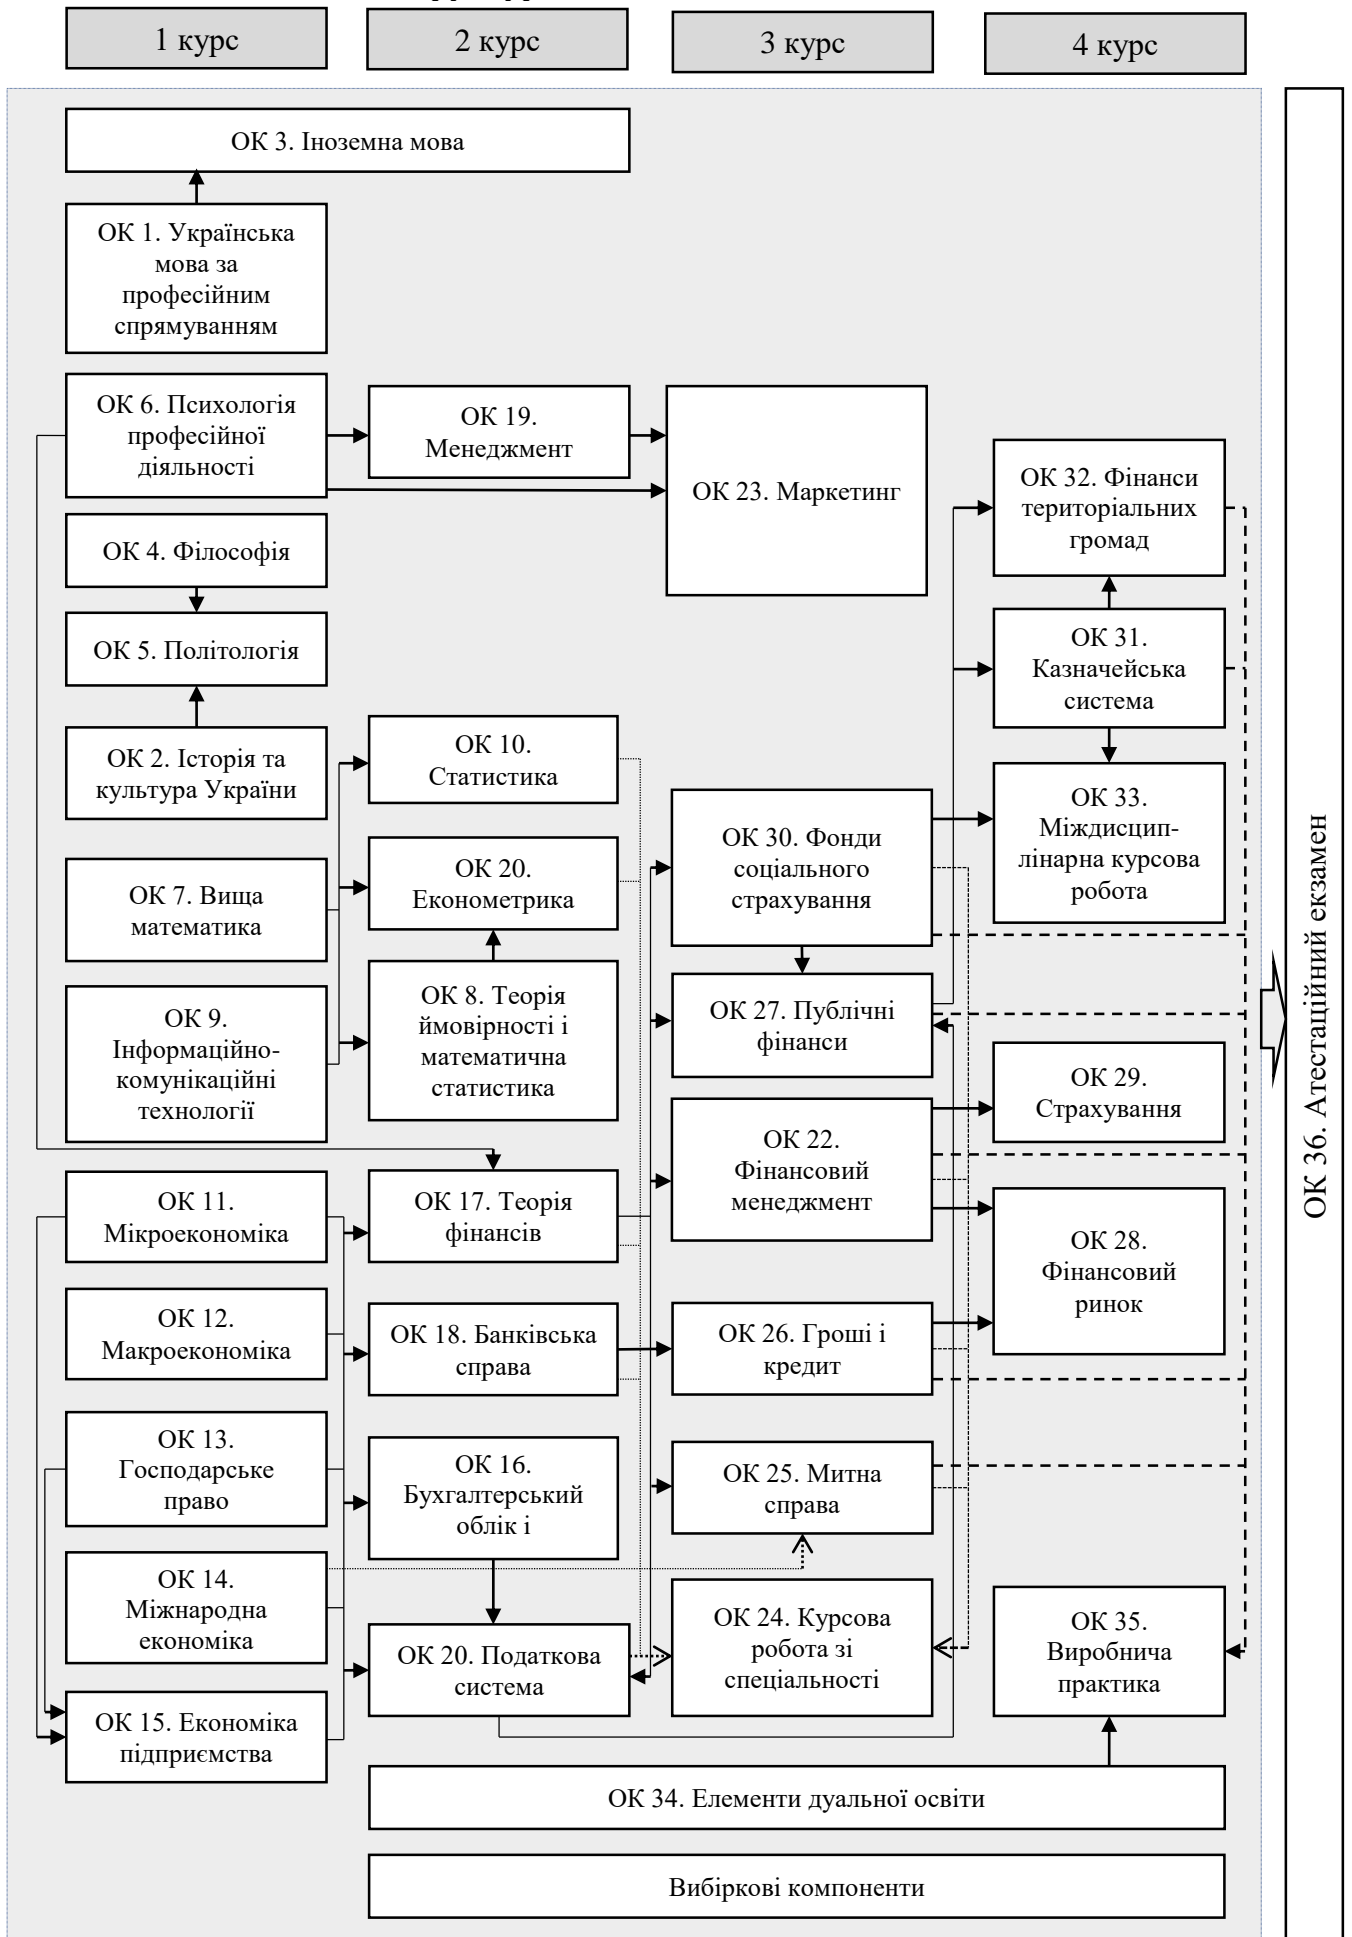 1 курс
2 курс
3 курс
4 курс
ОК 3. Іноземна мова
ОК 1. Українська
мова за
професійним
спрямуванням
ОК 6. Психологія
професійної
діяльності
ОК 19.
Менеджмент
ОК 23. Маркетинг
ОК 32. Фінанси
територіальних
громад
ОК 4. Філософія
ОК 5. Політологія
ОК 31.
Казначейська
система
ОК 2. Історія та
культура України
ОК 10.
Статистика
ОК 30. Фонди
соціального
страхування
ОК 33.
Міждисцип-
лінарна курсова
робота
ОК 7. Вища
математика
ОК 20.
Економетрика
ОК 9.
Інформаційно-
комунікаційні
технології
ОК 8. Теорія
ймовірності і
математична
статистика
ОК 27. Публічні
фінанси
ОК 29.
Страхування
ОК 22.
Фінансовий
менеджмент
ОК 11.
Мікроекономіка
ОК 17. Теорія
фінансів
ОК 28.
Фінансовий
ринок
ОК 12.
Макроекономіка
ОК 18. Банківська
справа
ОК 26. Гроші і
кредит
ОК 13.
Господарське
право
ОК 16.
Бухгалтерський
облік і
ОК 25. Митна
справа
ОК 14.
Міжнародна
економіка
ОК 20. Податкова
система
ОК 24. Курсова
робота зі
спеціальності
ОК 35.
Виробнича
практика
ОК 15. Економіка
підприємства
ОК 34. Елементи дуальної освіти
Вибіркові компоненти
ОК 36. Атестаційний екзамен